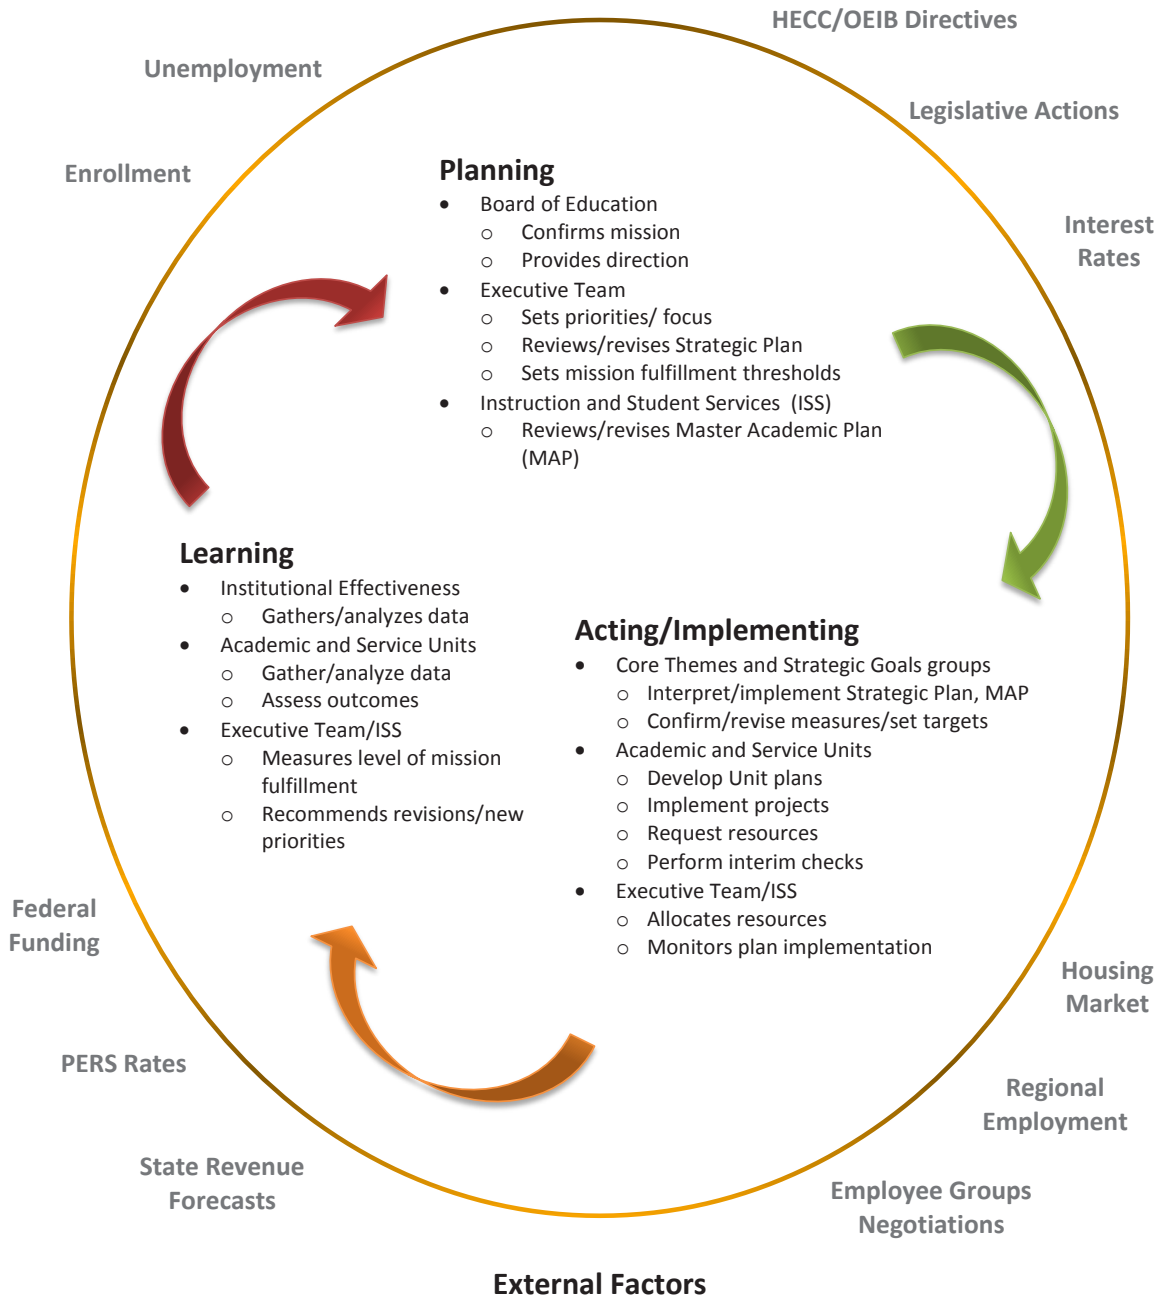 HECC/OEIB Directives
Unemployment
Legislative Actions
Enrollment
Interest
Rates
Planning
• Board of Education
o Confirms mission
o Provides direction
• Executive Team
o Sets priorities/ focus
o Reviews/revises Strategic Plan
o Sets mission fulfillment thresholds
• Instruction and Student Services (ISS)
o Reviews/revises Master Academic Plan
(MAP)
Learning
• Institutional Effectiveness
o Gathers/analyzes data
• Academic and Service Units
o Gather/analyze data
o Assess outcomes
• Executive Team/ISS
o Measures level of mission
fulfillment
o Recommends revisions/new
priorities
Acting/Implementing
• Core Themes and Strategic Goals groups
o Interpret/implement Strategic Plan, MAP
o Confirm/revise measures/set targets
• Academic and Service Units
o Develop Unit plans
o Implement projects
o Request resources
o Perform interim checks
• Executive Team/ISS
o Allocates resources
o Monitors plan implementation
Federal
Funding
Housing
Market
PERS Rates
Regional
Employment
State Revenue
Forecasts
Employee Groups
Negotiations
External Factors